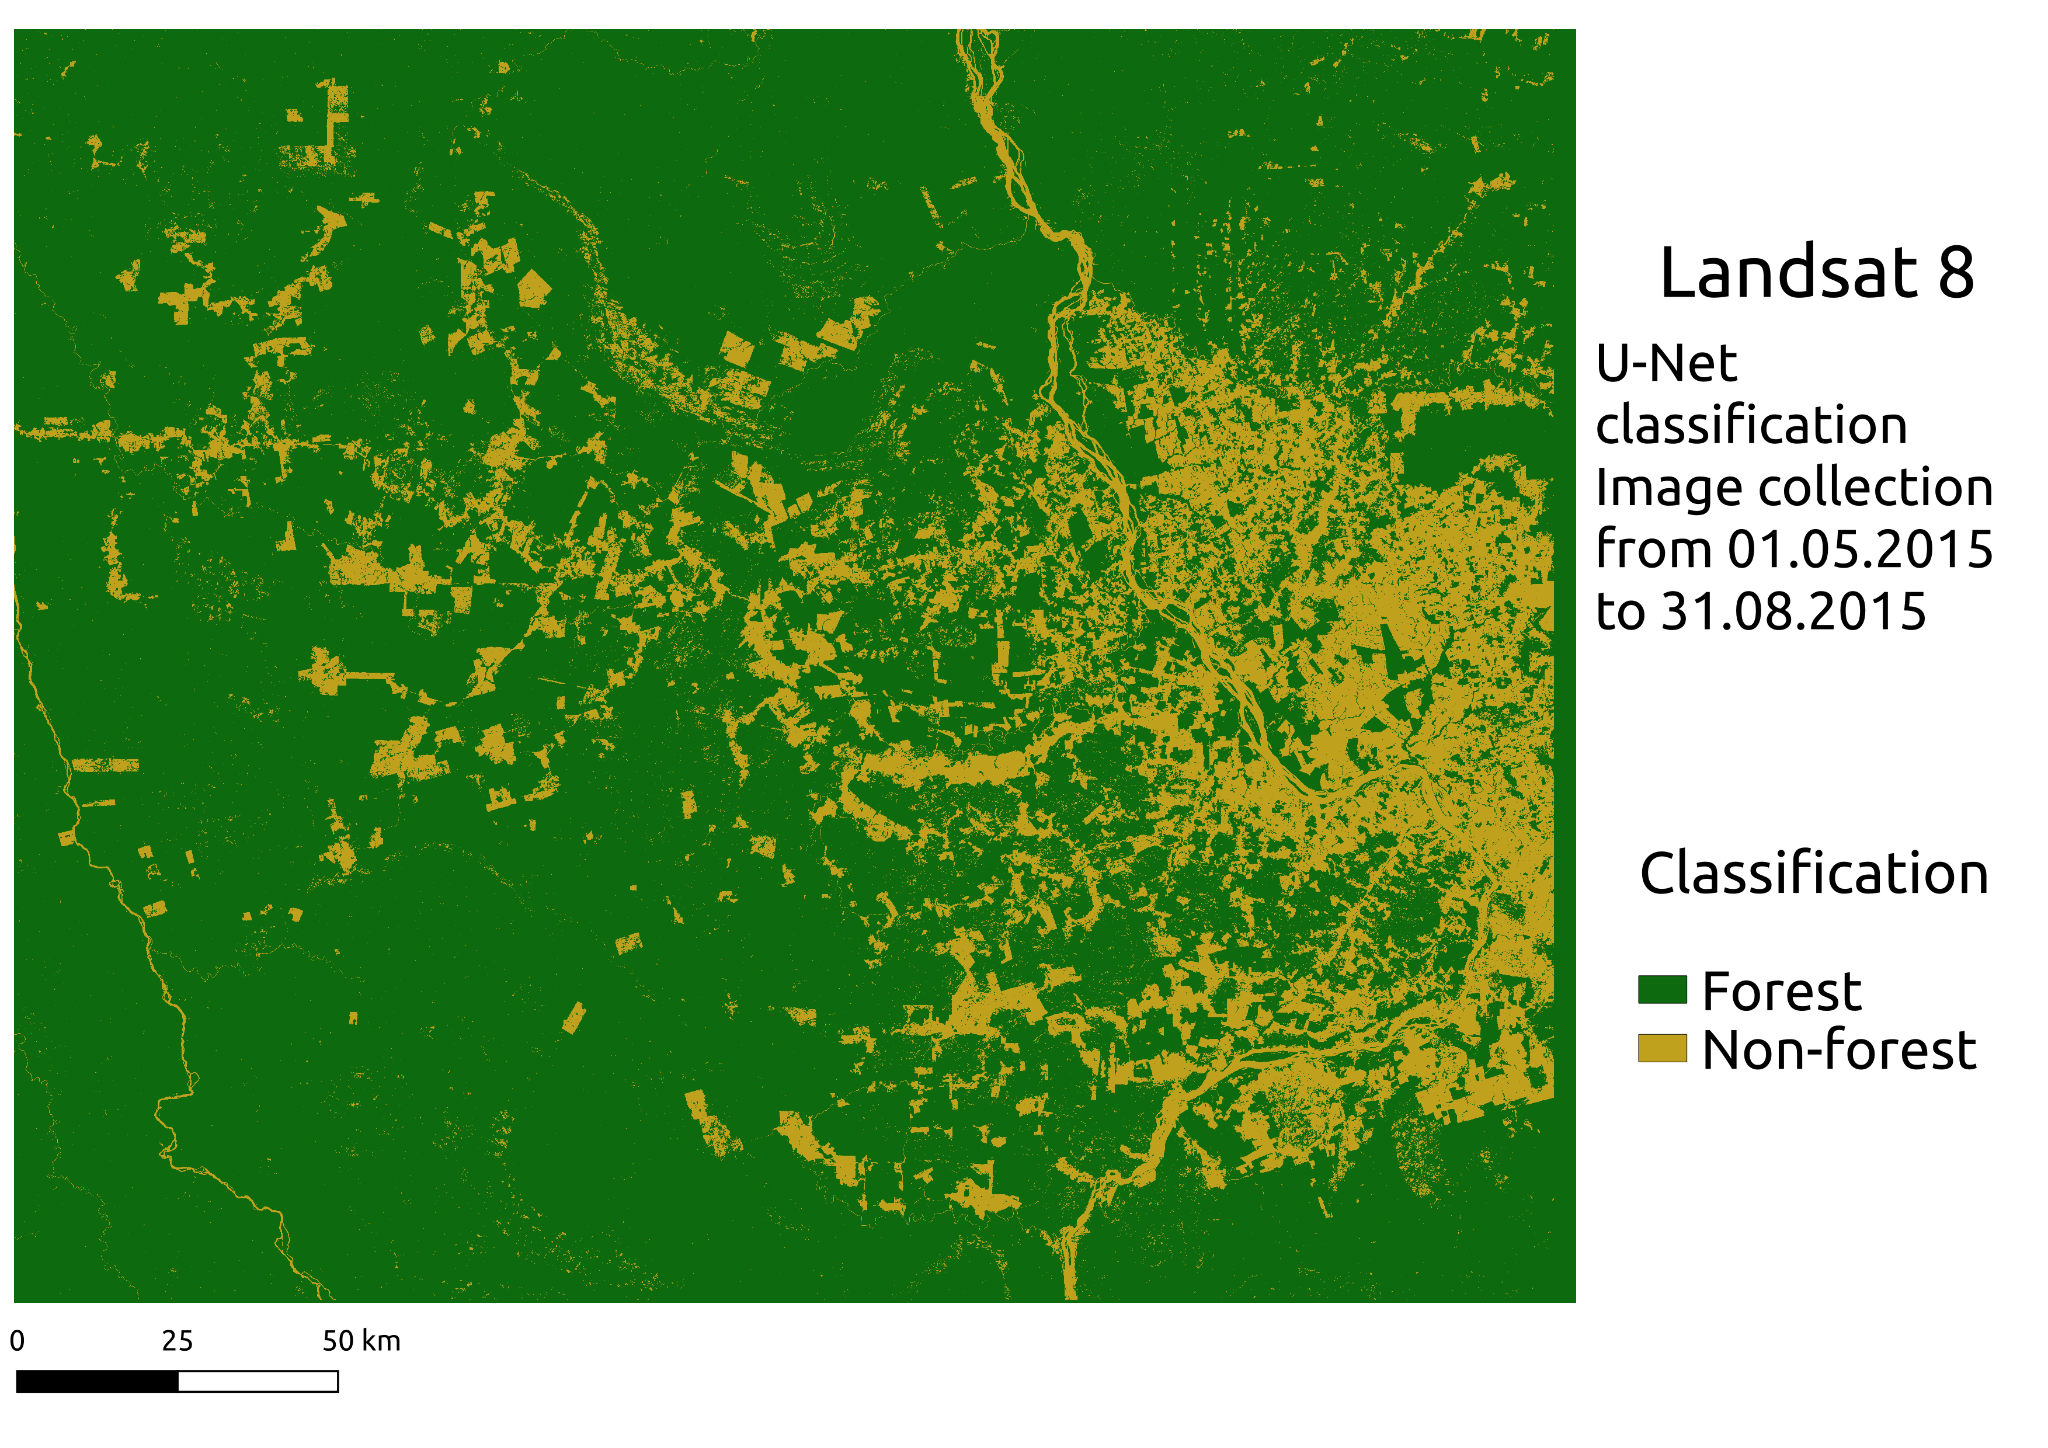 Landsat 8
U-Net
classification
Image collection
from 01.05.2015
to 31.08.2015
Classification
Forest
Non-forest
0 25 50 km